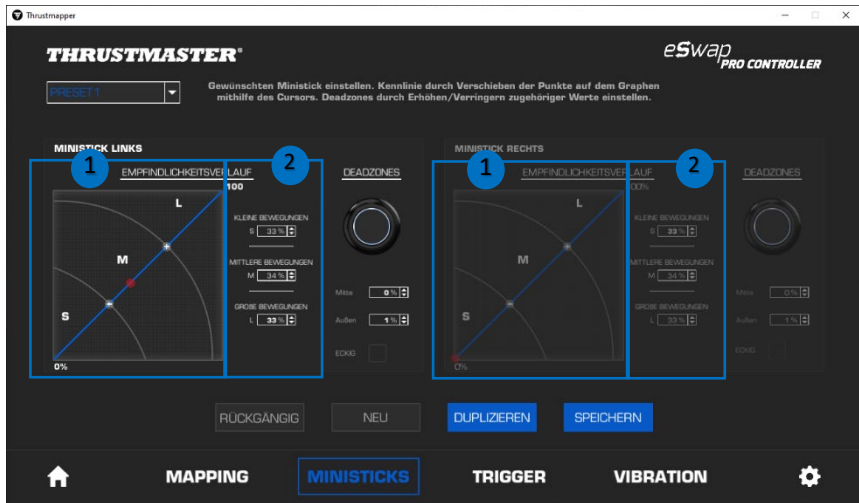 Thrustmapper
THRUSTMASTER®
eSwap
PRO CONTROLLER
PRESET 1
Gewünschten Ministick einstellen. Kennlinie durch Verschieben der Punkte auf dem Graphen
mithilfe des Cursors. Deadzones durch Erhöhen/Verringern zugehöriger Werte einstellen.
MINISTICK LINKS
1
2
EMPFINDLICHKEITSVERLAUF
DEADZONES
100
L
M
S
0%
KLEINE BEWEGUNGEN
S 33 %
MITTLERE BEWEGUNGEN
M 34 %
GROßE BEWEGUNGEN
L 33 %
Mitte 0 %
Außen 1 %
ECKIG
MINISTICK RECHTS
1
2
EMPFINDLICHKEITSVERLAUF
DEADZONES
00%
L
M
S
0%
KLEINE BEWEGUNGEN
S 33 %
MITTLERE BEWEGUNGEN
M 34 %
GROßE BEWEGUNGEN
L 33 %
Mitte 0 %
Außen 1 %
ECKIG
RÜCKGÄNGIG
NEU
DUPLIZIEREN
SPEICHERN
MAPPING
MINISTICKS
TRIGGER
VIBRATION